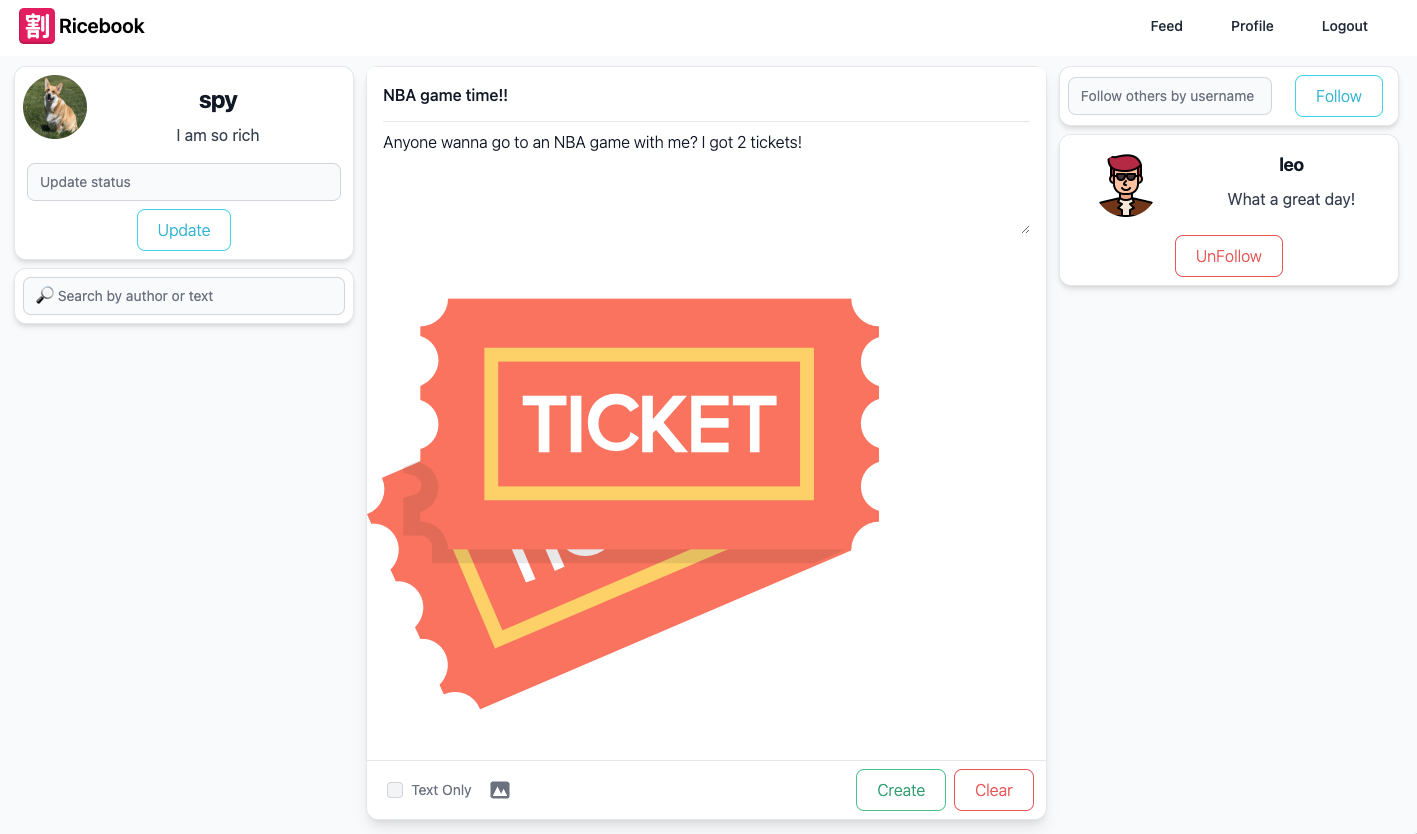 割 Ricebook
Feed
Profile
Logout
spy
I am so rich
Update status
Update
🔎 Search by author or text
NBA game time!!
Anyone wanna go to an NBA game with me? I got 2 tickets!
TICKET
Text Only
Create
Clear
Follow others by username
Follow
leo
What a great day!
UnFollow